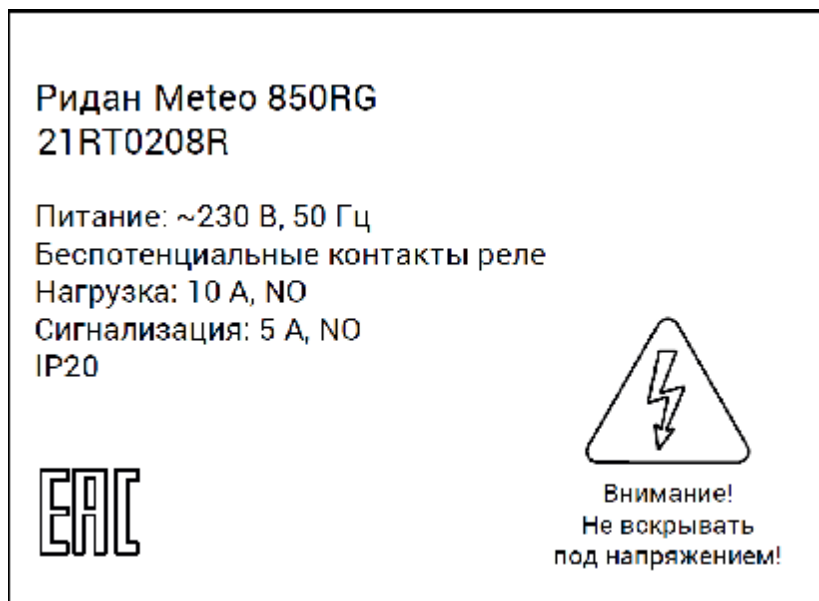 Ридан Meteo 850RG
21RT0208R
Питание: ~230 В, 50 Гц
Беспотенциальные контакты реле
Нагрузка: 10 А, NO
Сигнализация: 5 А, NO
IP20
EAC
Внимание!
Не вскрывать
под напряжением!